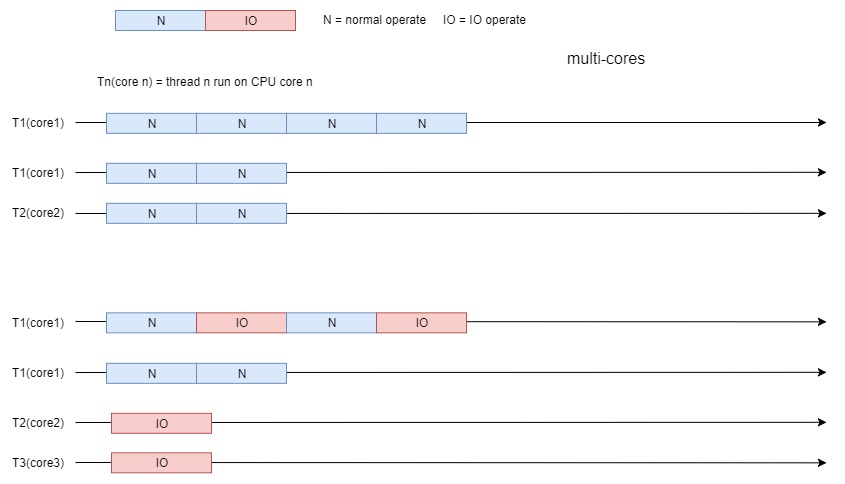 N IO N = normal operate IO = IO operate
multi-cores
Tn(core n) = thread n run on CPU core n
T1(core1) N N N N
T1(core1) N N
T2(core2) N N
T1(core1) N IO N IO
T1(core1) N N
T2(core2) IO
T3(core3) IO